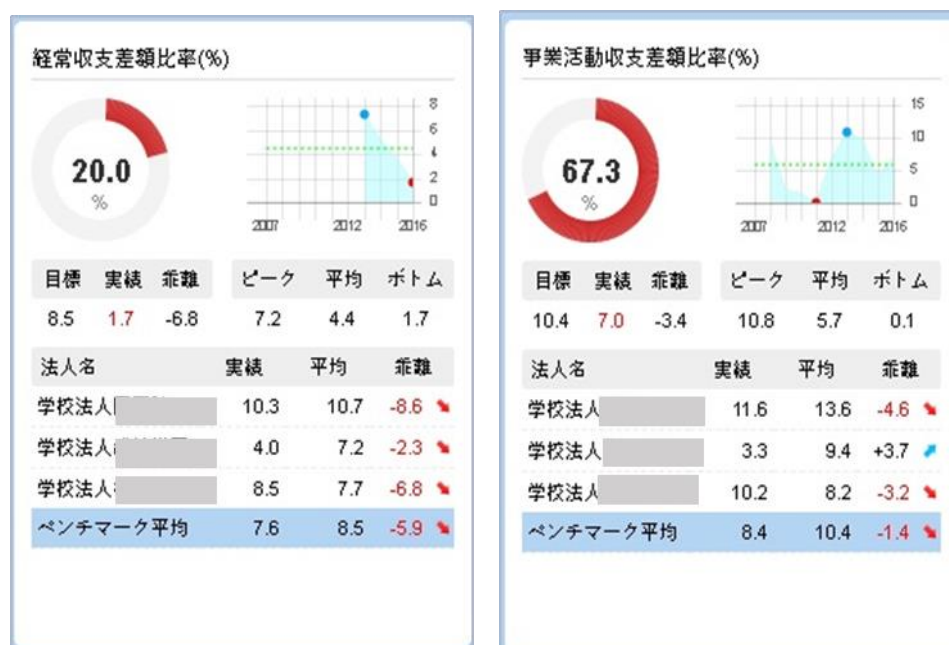 経常収支差額比率(%)
20.0
%
8
6
4
2
0
2007 2012 2016
目標 実績 乖離 ピーク 平均 ボトム
8.5 1.7 -6.8 7.2 4.4 1.7
法人名 実績 平均 乖離
学校法人 10.3 10.7 -8.6
学校法人 4.0 7.2 -2.3
学校法人 8.5 7.7 -6.8
ベンチマーク平均 7.6 8.5 -5.9
事業活動収支差額比率(%)
67.3
%
15
10
5
0
2007 2012 2016
目標 実績 乖離 ピーク 平均 ボトム
10.4 7.0 -3.4 10.8 5.7 0.1
法人名 実績 平均 乖離
学校法人 11.6 13.6 -4.6
学校法人 3.3 9.4 +3.7
学校法人 10.2 8.2 -3.2
ベンチマーク平均 8.4 10.4 -1.4